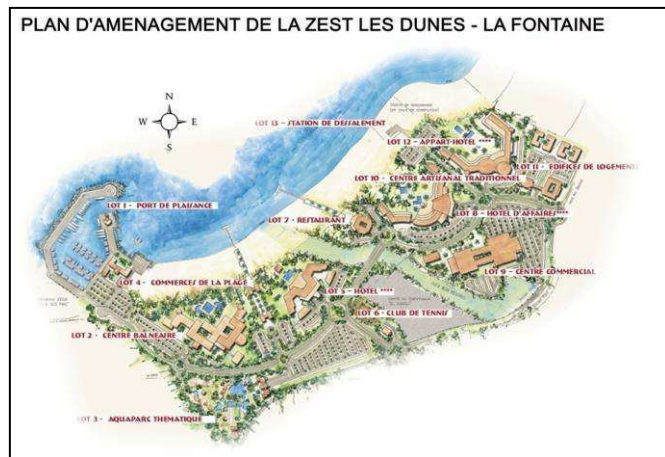 PLAN D'AMENAGEMENT DE LA ZEST LES DUNES - LA FONTAINE
N
W E
S
LOT 13 - STATION DE DESSALEMENT
LOT 12 - APPART-HOTEL ****
LOT 11 - EDIFICES DE LOGEMENT
LOT 10 - CENTRE ARTISANAL TRADITIONNEL
LOT 1 - PORT DE PLAISANCE
LOT 7 - RESTAURANT
LOT 8 - HOTEL D'AFFAIRES****
LOT 9 - CENTRE COMMERCIAL
LOT 4 - COMMERCES DE LA PLAGE
LOT 5 - HOTEL ****
LOT 6 - CLUB DE TENNIS
LOT 2 - CENTRE BALNEAIRE
LOT 3 - AQUAPARC THEMATIQUE